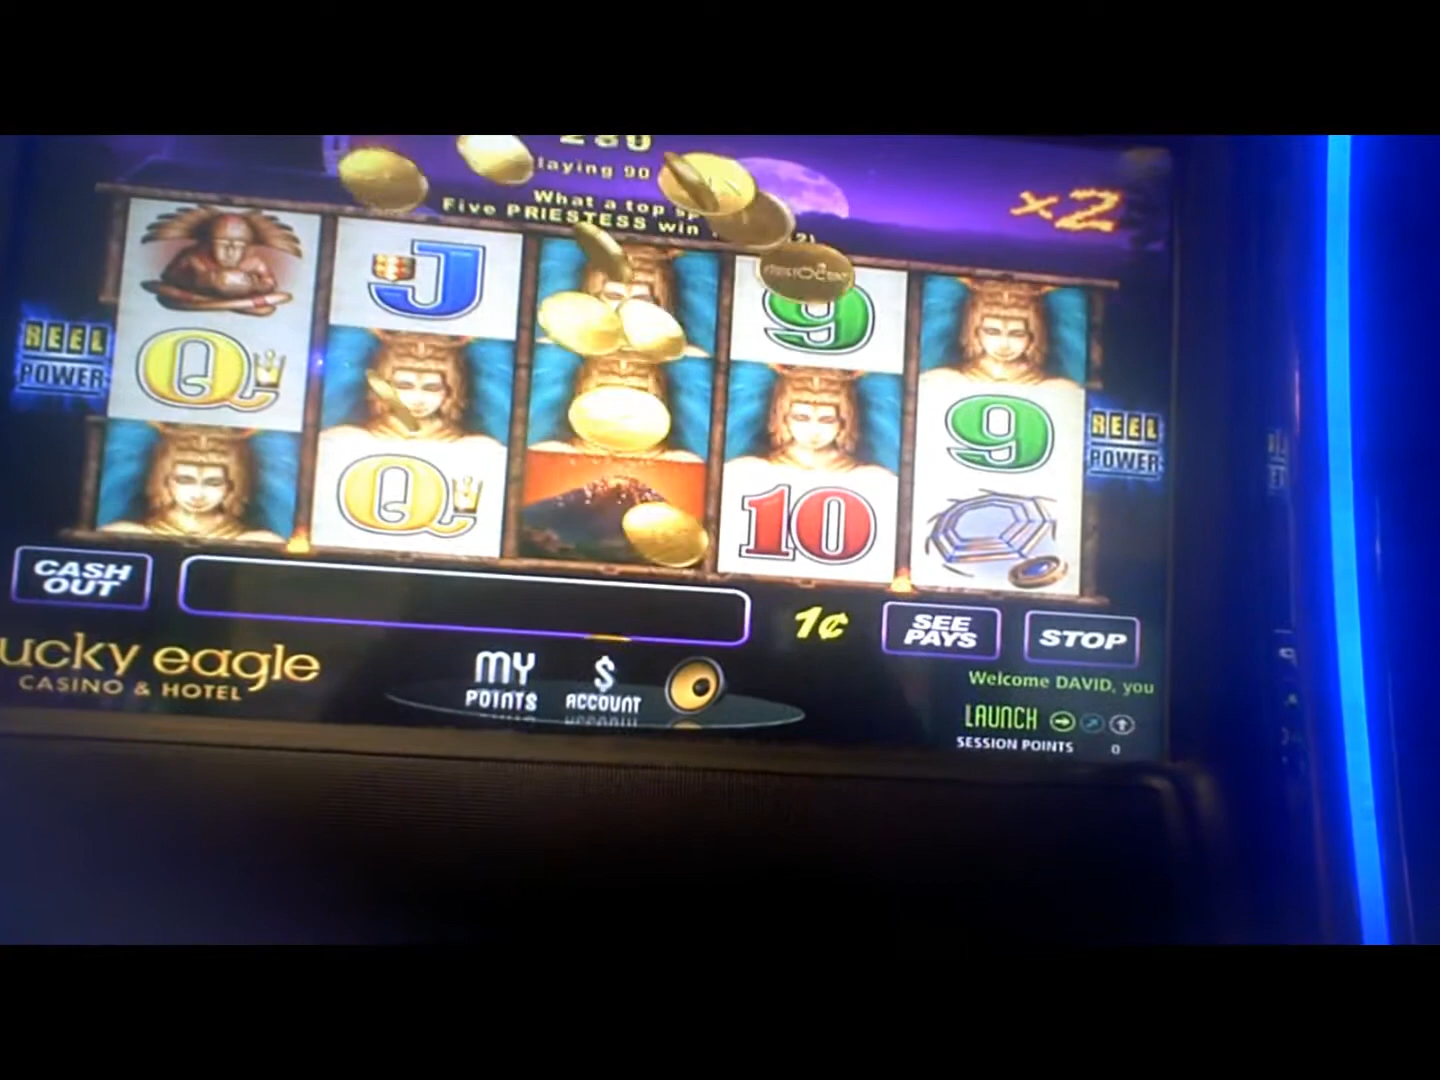 280
laying 90
What a top
Five PRIESTESS win
x2
J
9
REEL
POWER
Q
9
REEL
POWER
Q
10
CASH
OUT
1¢
SEE
PAYS
STOP
ucky eagle
CASINO & HOTEL
MY
POINTS
$
ACCOUNT
Welcome DAVID, you
LAUNCH
SESSION POINTS 0